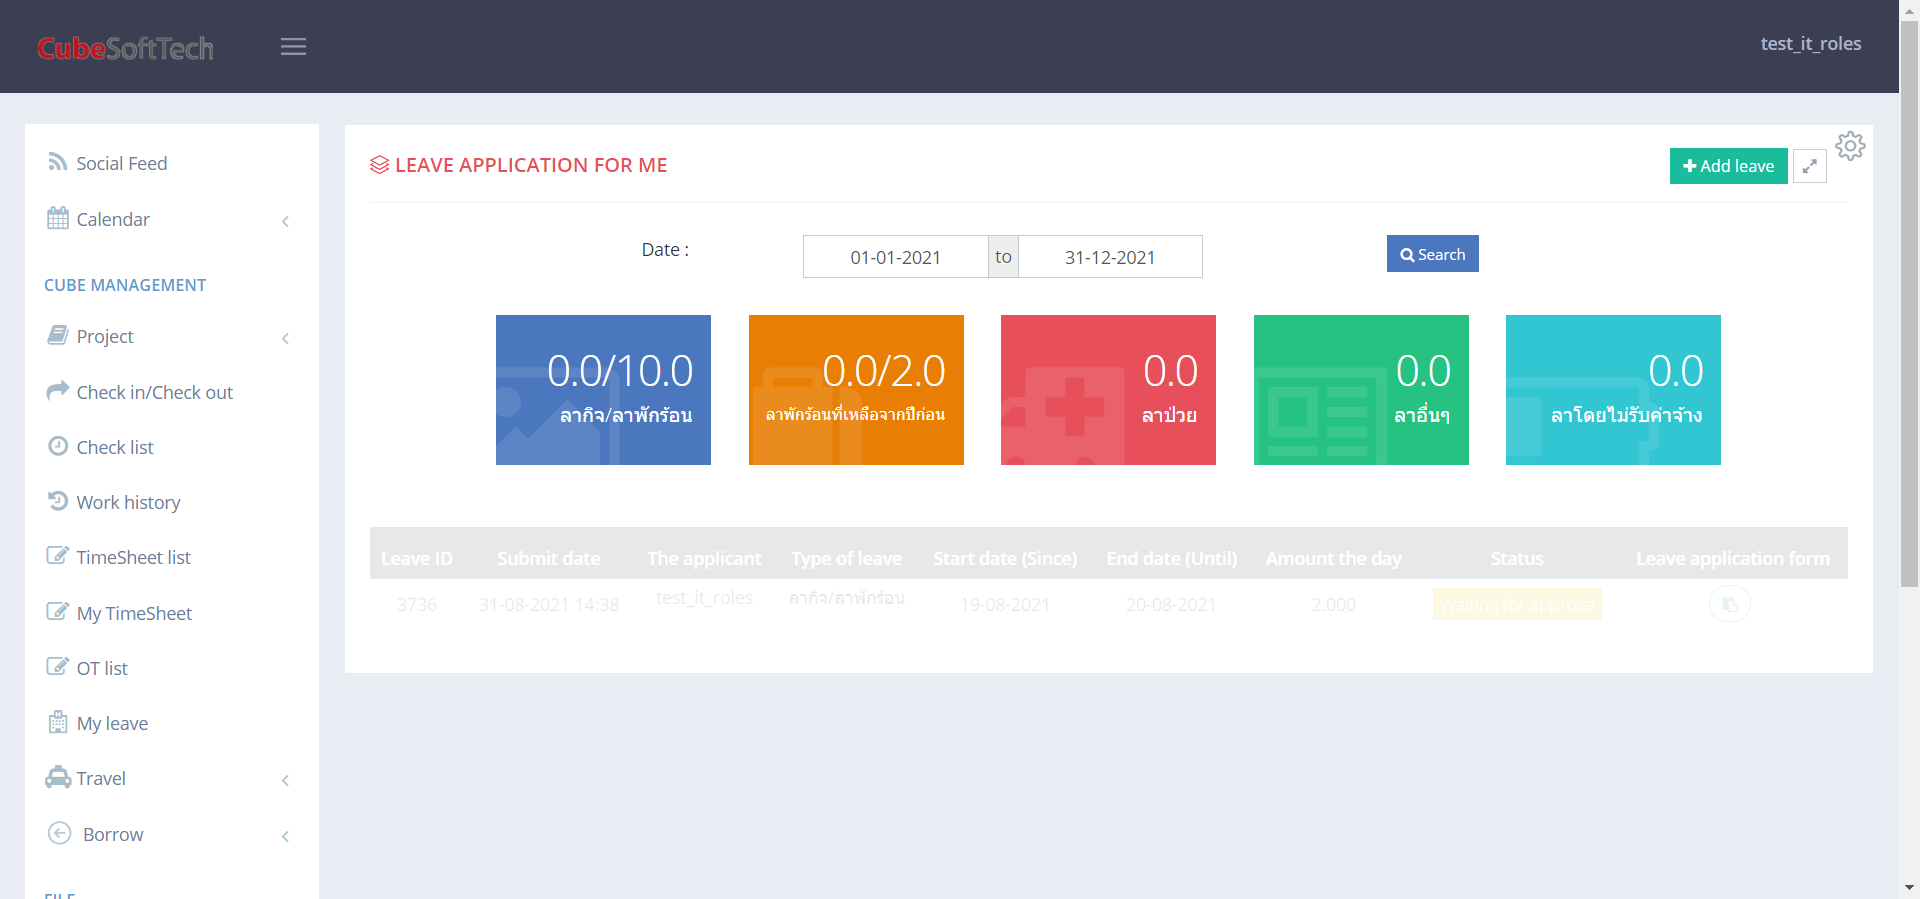 CubeSoftTech
test_it_roles
Social Feed
Calendar
CUBE MANAGEMENT
Project
Check in/Check out
Check list
Work history
TimeSheet list
My TimeSheet
OT list
My leave
Travel
Borrow
FILE
LEAVE APPLICATION FOR ME
Add leave
Date :
01-01-2021 to 31-12-2021
Search
0.0/10.0
ลากิจ/ลาพักร้อน
0.0/2.0
ลาพักร้อนที่เหลือจากปีก่อน
0.0
ลาป่วย
0.0
ลาอื่นๆ
0.0
ลาโดยไม่รับค่าจ้าง
Leave ID Submit date The applicant Type of leave Start date (Since) End date (Until) Amount the day Status Leave application form
3736 31-08-2021 14:38 test_it_roles ลากิจ/ลาพักร้อน 19-08-2021 20-08-2021 2.000 Waiting for approve